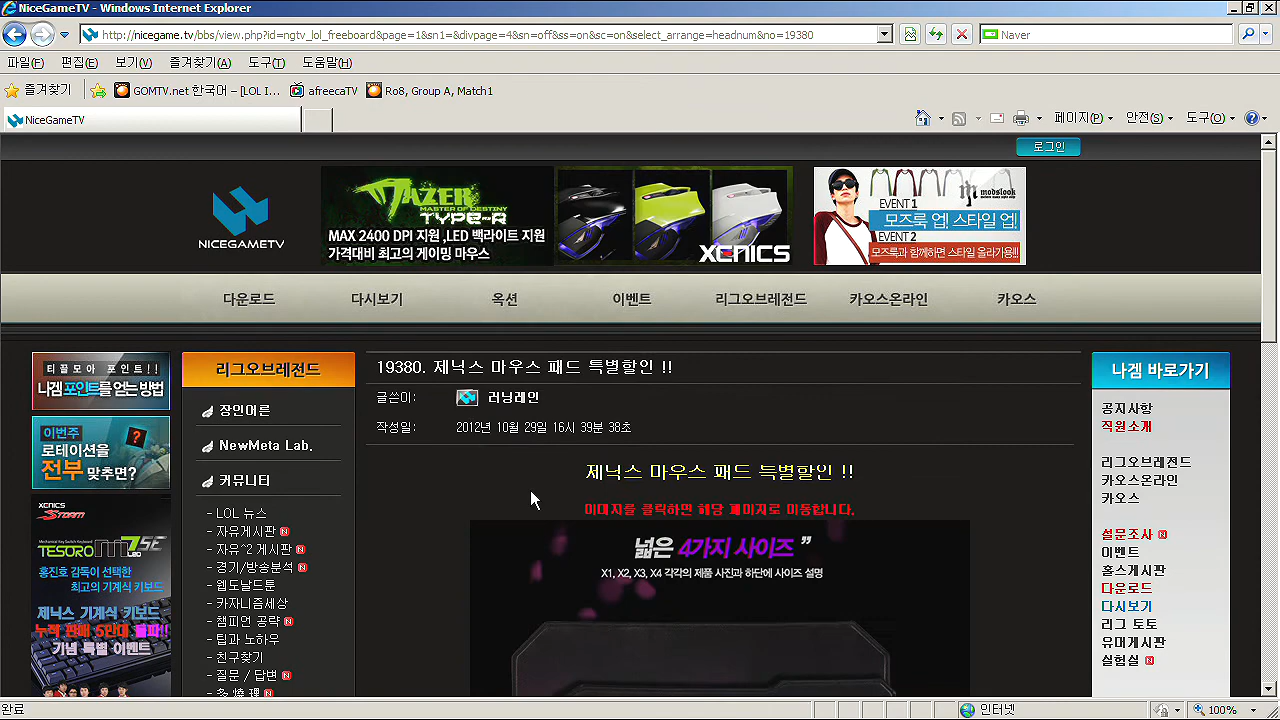 NiceGameTV - Windows Internet Explorer
http://nicegame.tv/bbs/view.php?id=ngtv_lol_freeboard&page=1&sn1=&divpage=4&sn=off&ss=on&sc=on&select_arrange=headnum&no=19380
Naver
파일(F) 편집(E) 보기(V) 즐겨찾기(A) 도구(T) 도움말(H)
즐겨찾기 GOMTV.net 한국어 – [LOL I... afreecaTV Ro8, Group A, Match1
NiceGameTV
페이지(P) 안전(S) 도구(O)
로그인
NICEGAMETV
MAZER
MASTER OF DESTINY
TYPE-R
MAX 2400 DPI 지원 ,LED 백라이트 지원
가격대비 최고의 게이밍 마우스
XENICS
modslook
EVENT 1
모즈룩 업! 스타일 업!
EVENT 2
모즈룩과 함께하면 스타일 올라가용!!
다운로드 다시보기 옥션 이벤트 리그오브레전드 카오스온라인 카오스
티끌모아 포인트!!
나겜 포인트를 얻는 방법
이번주
로테이션을
전부 맞추면?
XENICS
STORM
Mechanical Key Switch Keyboard
TESORO M7 SE
홍진호 감독이 선택한
최고의 기계식 키보드
제닉스 기계식 키보드
누적 판매 5만대 돌파!!
기념 특별 이벤트
리그오브레전드
장인어른
NewMeta Lab.
커뮤니티
- LOL 뉴스
- 자유게시판 N
- 자유^2 게시판 N
- 경기/방송분석 N
- 웹도날드툰
- 카지니즘세상
- 챔피언 공략 N
- 팁과 노하우
- 친구찾기
- 질문 / 답변 N
19380. 제닉스 마우스 패드 특별할인 !!
글쓴이: 러닝레인
작성일: 2012년 10월 29일 16시 39분 38초
제닉스 마우스 패드 특별할인 !!
이미지를 클릭하면 해당 페이지로 이동합니다.
넓은 4가지 사이즈 ”
X1, X2, X3, X4 각각의 제품 사진과 하단에 사이즈 설명
나겜 바로가기
공지사항
직원소개
리그오브레전드
카오스온라인
카오스
설문조사 N
이벤트
홀스게시판
다운로드
다시보기
리그 토토
유대게시판
실험실 N
완료
인터넷
100%